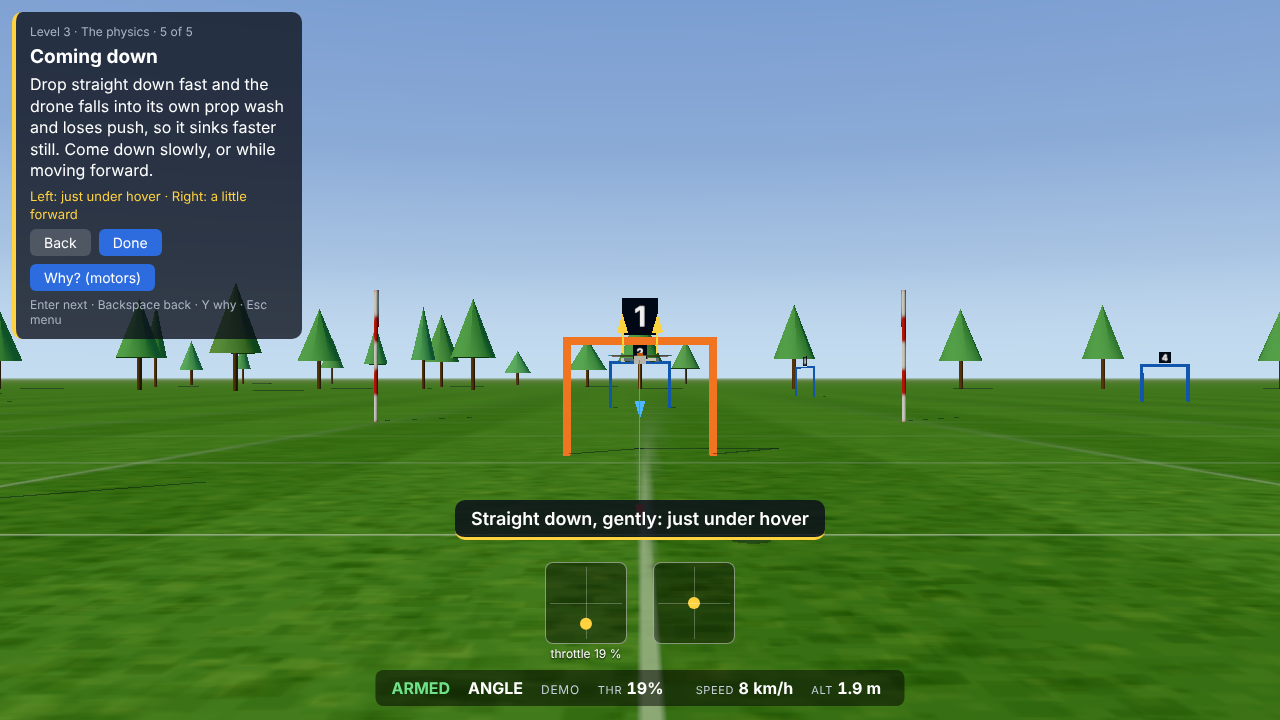 Level 3 · The physics · 5 of 5
Coming down
Drop straight down fast and the
drone falls into its own prop wash
and loses push, so it sinks faster
still. Come down slowly, or while
moving forward.
Left: just under hover · Right: a little
forward
Back Done
Why? (motors)
Enter next · Backspace back · Y why · Esc
menu
1
4
Straight down, gently: just under hover
throttle 19 %
ARMED ANGLE DEMO THR 19% SPEED 8 km/h ALT 1.9 m